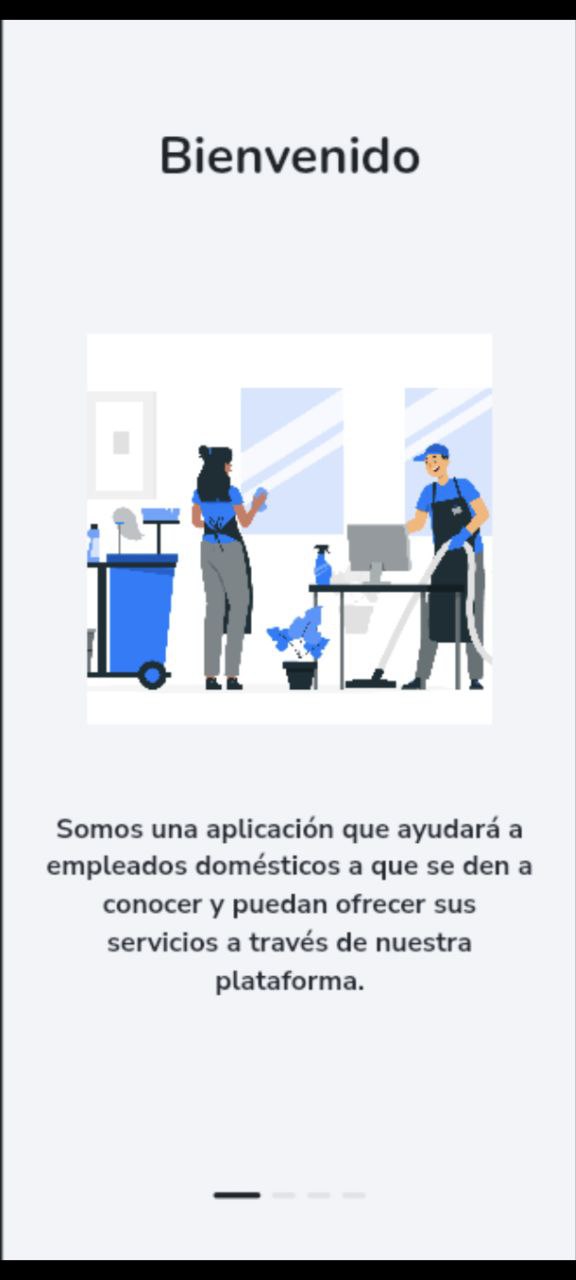 Bienvenido
Somos una aplicación que ayudará a
empleados domésticos a que se den a
conocer y puedan ofrecer sus
servicios a través de nuestra
plataforma.